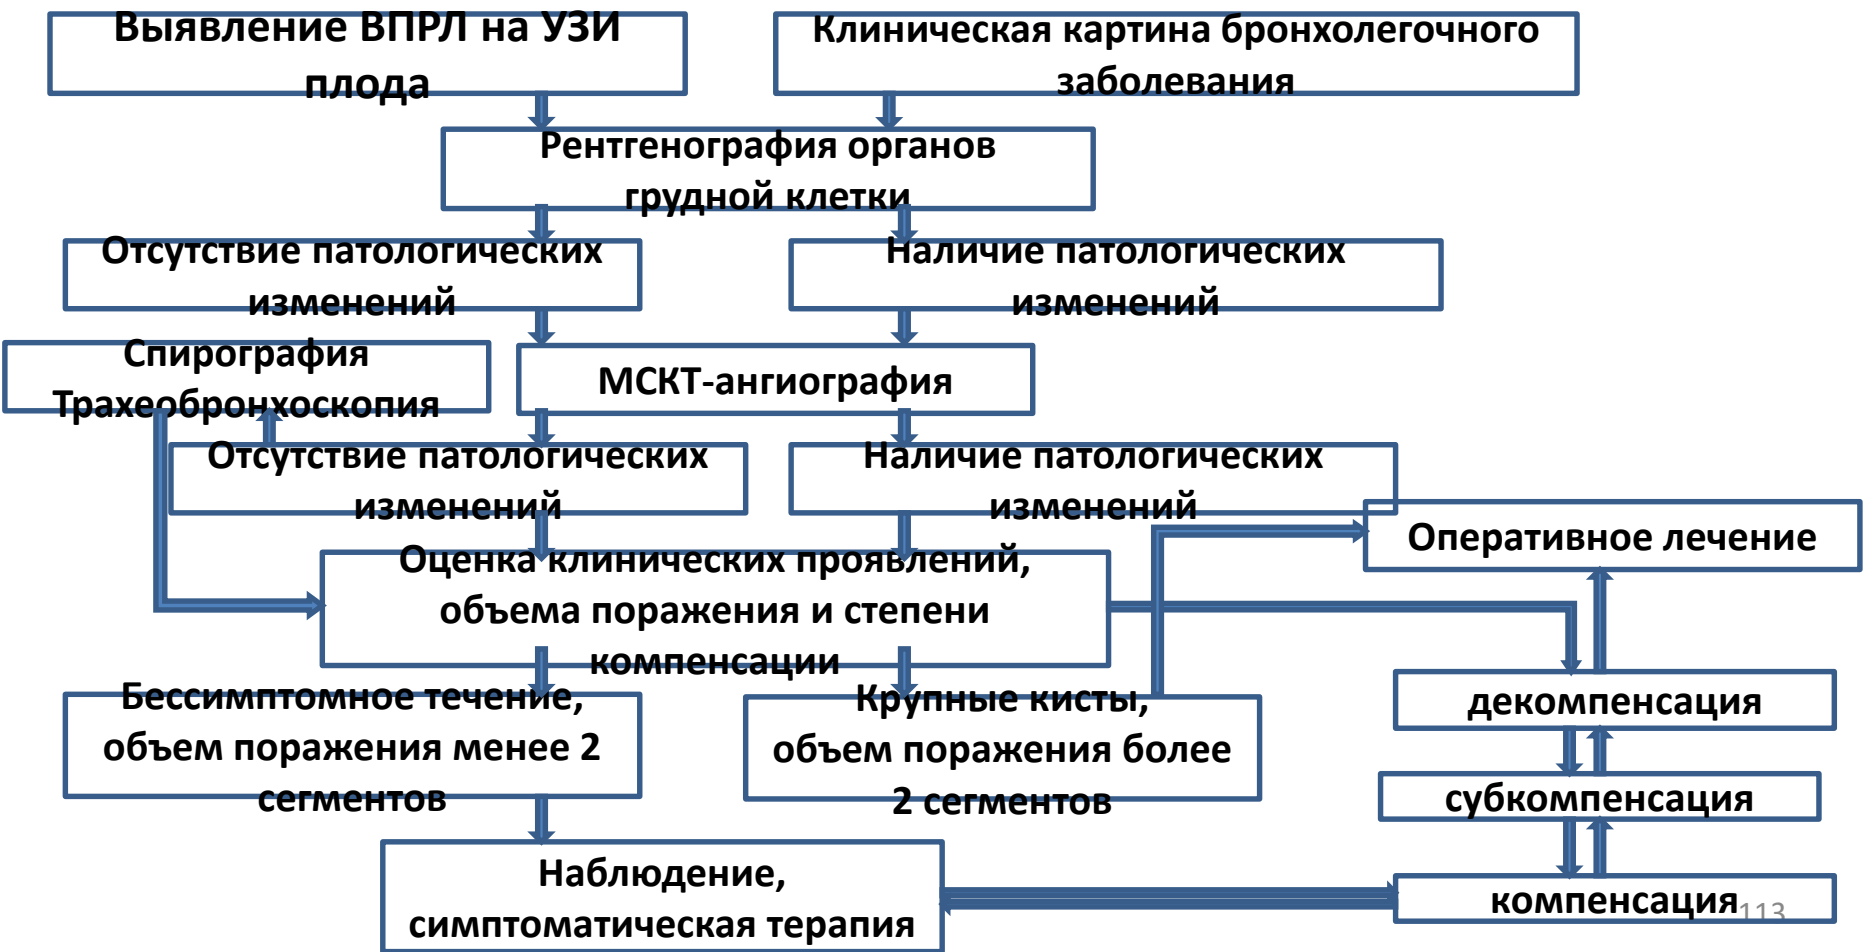 Выявление ВПРЛ на УЗИ
плода
Клиническая картина бронхолегочного
заболевания
Рентгенография органов
грудной клетки
Отсутствие патологических
изменений
Наличие патологических
изменений
Спирография
Трахеобронхоскопия
МСКТ-ангиография
Отсутствие патологических
изменений
Наличие патологических
изменений
Оперативное лечение
Оценка клинических проявлений,
объема поражения и степени
компенсации
Бессимптомное течение,
объем поражения менее 2
сегментов
Крупные кисты,
объем поражения более
2 сегментов
декомпенсация
субкомпенсация
Наблюдение,
симптоматическая терапия
компенсация
113